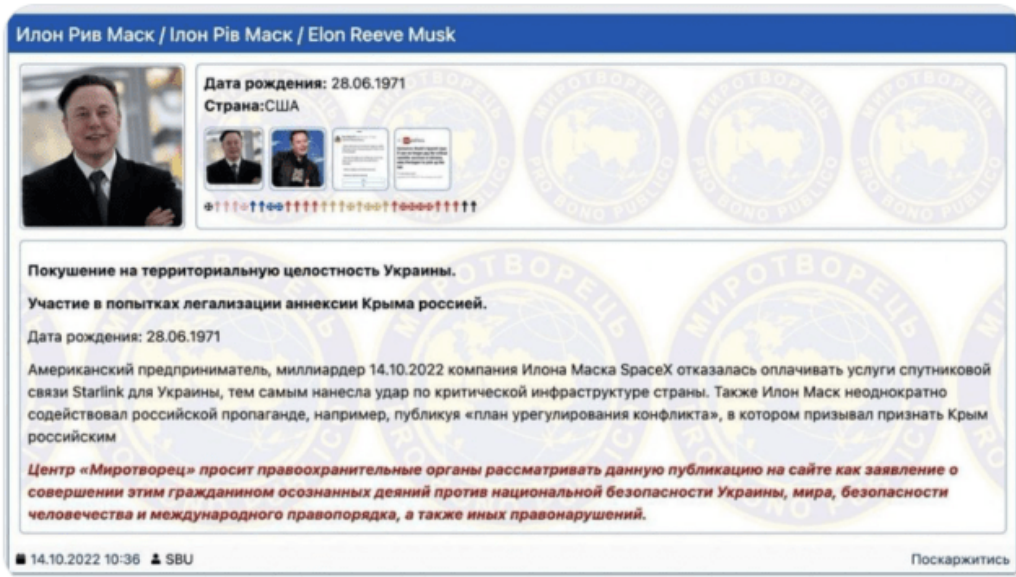 Илон Рив Маск / Ілон Рів Маск / Elon Reeve Musk
Дата рождения: 28.06.1971
Страна:США
МИРОТВОРЕЦЬ
PRO BONO PUBLICO
Покушение на территориальную целостность Украины.
Участие в попытках легализации аннексии Крыма россией.
Дата рождения: 28.06.1971
Американский предприниматель, миллиардер 14.10.2022 компания Илона Маска SpaceX отказалась оплачивать услуги спутниковой
связи Starlink для Украины, тем самым нанесла удар по критической инфраструктуре страны. Также Илон Маск неоднократно
содействовал российской пропаганде, например, публикуя «план урегулирования конфликта», в котором призывал признать Крым
российским
Центр «Миротворец» просит правоохранительные органы рассматривать данную публикацию на сайте как заявление о
совершении этим гражданином осознанных деяний против национальной безопасности Украины, мира, безопасности
человечества и международного правопорядка, а также иных правонарушений.
14.10.2022 10:36 SBU
Поскаржитись